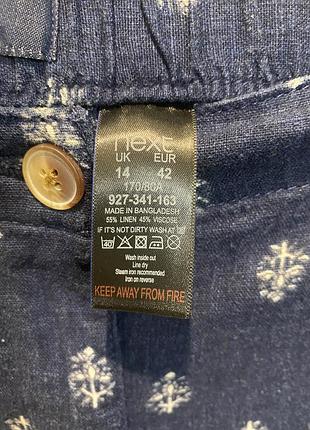 next
UK EUR
14 42
170/80A
927-341-163
MADE IN BANGLADESH
55% LINEN 45% VISCOSE
IF IT'S NOT DIRTY WASH AT 30°
40
Wash inside out
Line dry
Steam iron recommended
Iron on reverse
KEEP AWAY FROM FIRE